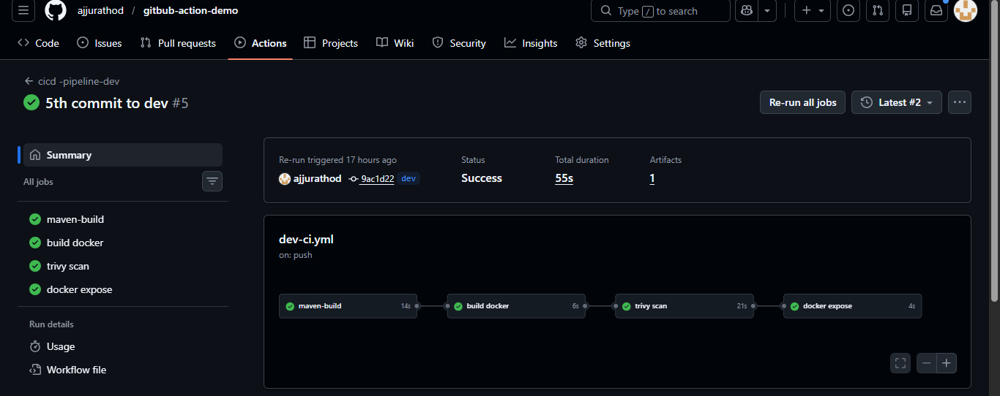 ajjurathod / gitbub-action-demo
Type / to search
Code
Issues
Pull requests
Actions
Projects
Wiki
Security
Insights
Settings
cicd -pipeline-dev
5th commit to dev #5
Re-run all jobs
Latest #2
Summary
All jobs
maven-build
build docker
trivy scan
docker expose
Run details
Usage
Workflow file
Re-run triggered 17 hours ago
ajjurathod 9ac1d22 dev
Status
Success
Total duration
55s
Artifacts
1
dev-ci.yml
on: push
maven-build 14s
build docker 6s
trivy scan 21s
docker expose 4s